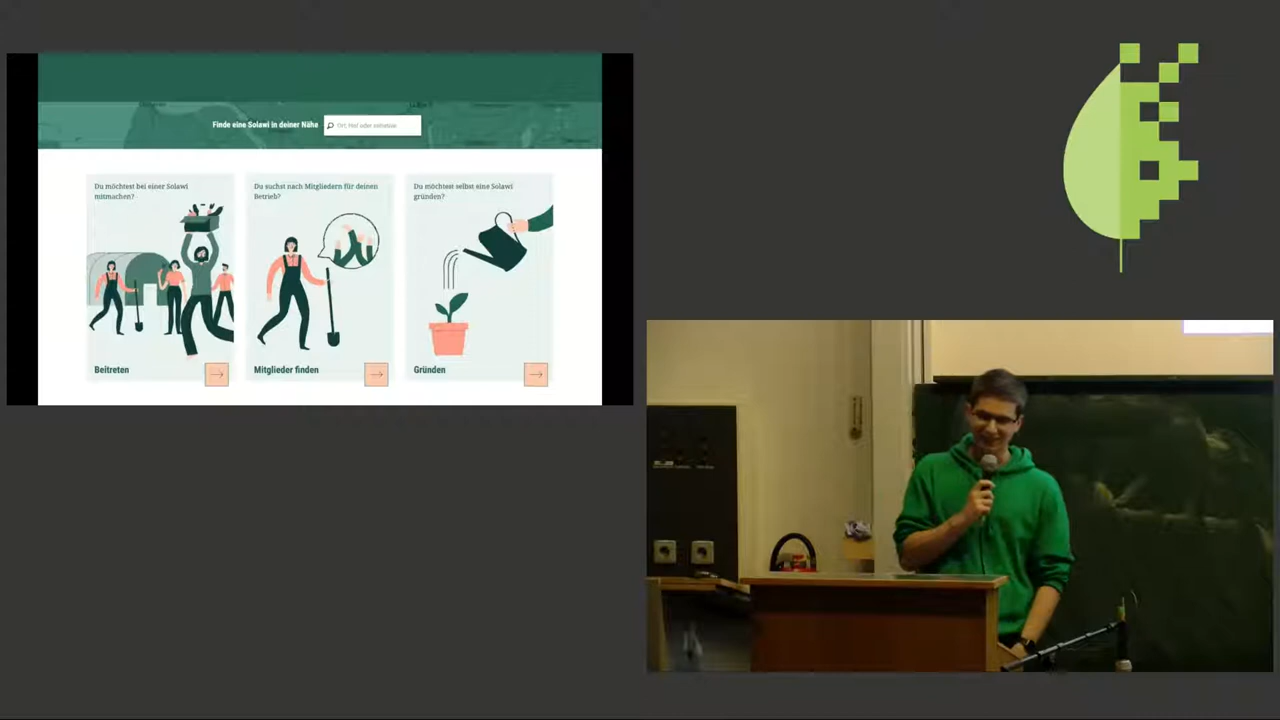 Finde eine Solawi in deiner Nähe
Du möchtest bei einer Solawi
mitmachen?
Beitreten
Du suchst nach Mitgliedern für deinen
Betrieb?
Mitglieder finden
Du möchtest selbst eine Solawi
gründen?
Gründen